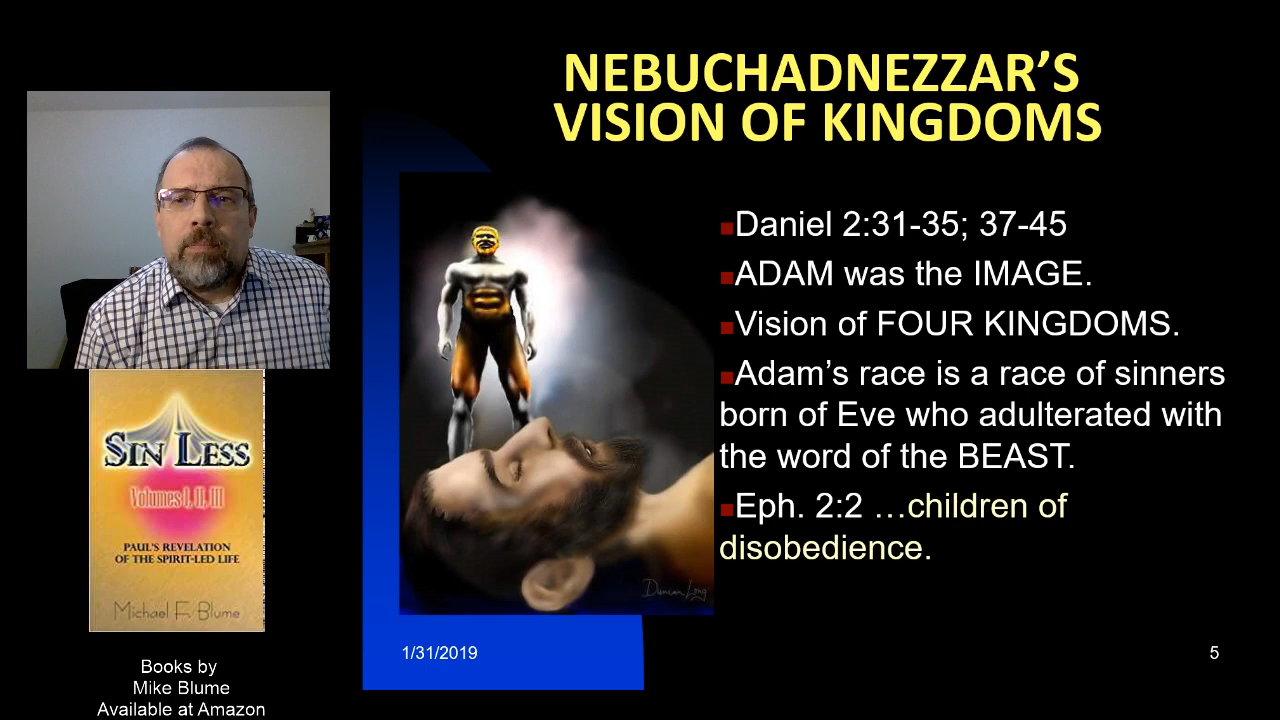 NEBUCHADNEZZAR’S
VISION OF KINGDOMS
Daniel 2:31-35; 37-45
ADAM was the IMAGE.
Vision of FOUR KINGDOMS.
Adam’s race is a race of sinners
born of Eve who adulterated with
the word of the BEAST.
Eph. 2:2 …children of
disobedience.
Duncan Long
1/31/2019
5
SIN LESS
Volumes I, II, III
PAUL'S REVELATION
OF THE SPIRIT-LED LIFE
Michael F. Blume
Books by
Mike Blume
Available at Amazon